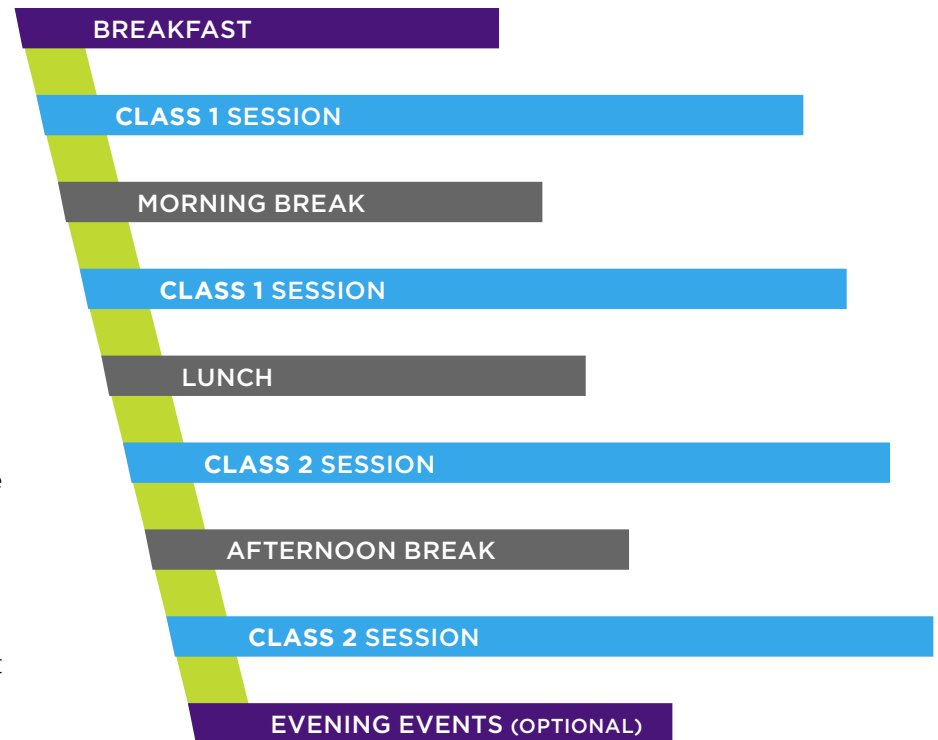 BREAKFAST
CLASS 1 SESSION
MORNING BREAK
CLASS 1 SESSION
LUNCH
CLASS 2 SESSION
AFTERNOON BREAK
CLASS 2 SESSION
EVENING EVENTS (OPTIONAL)